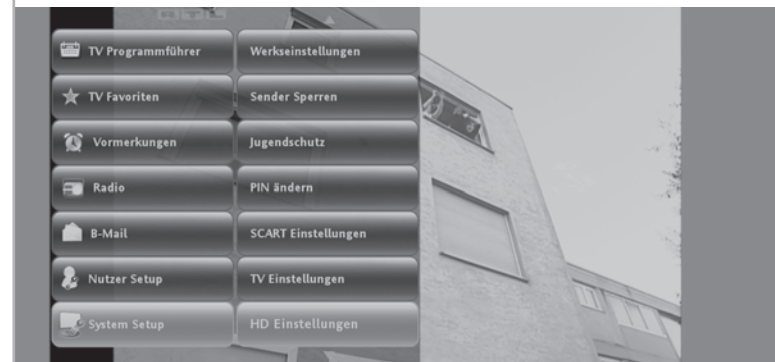 RTL
TV Programmführer
Werkseinstellungen
TV Favoriten
Sender Sperren
Vormerkungen
Jugendschutz
Radio
PIN ändern
B-Mail
SCART Einstellungen
Nutzer Setup
TV Einstellungen
System Setup
HD Einstellungen